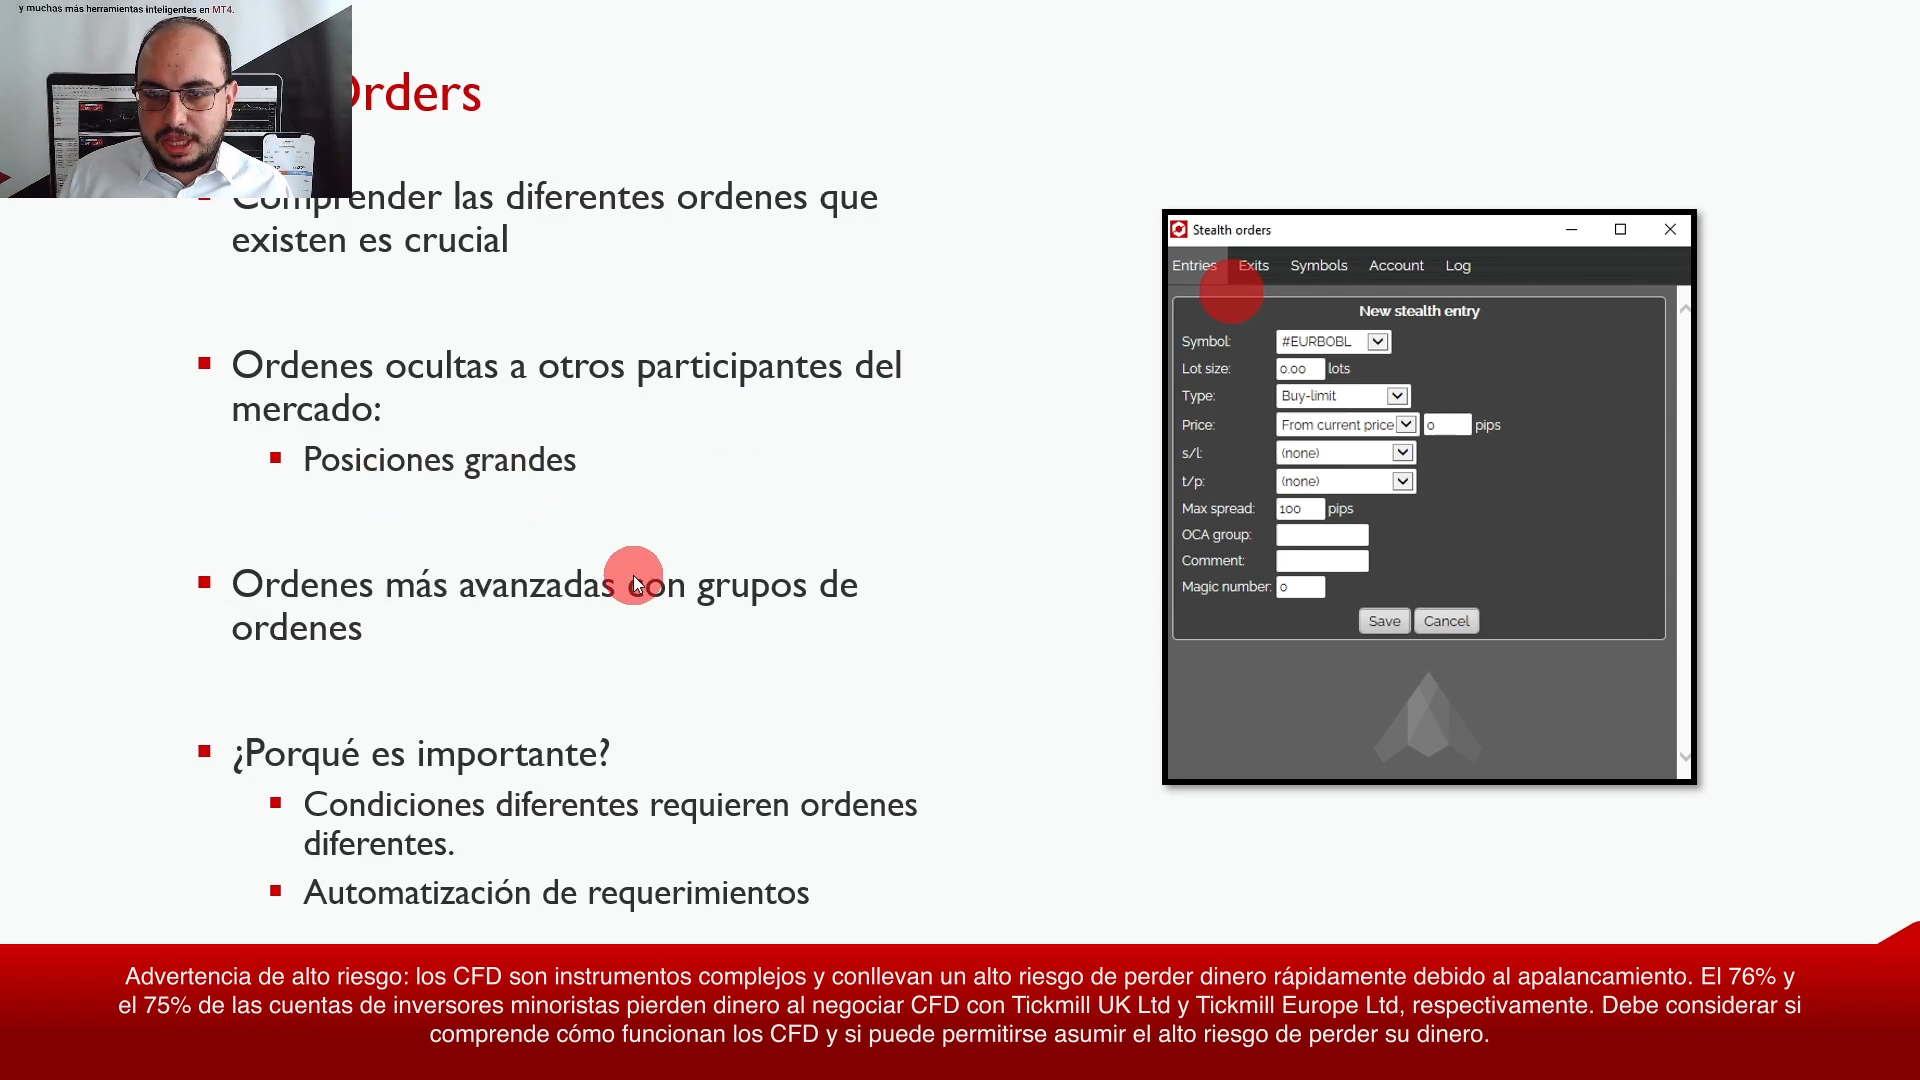 y muchas más herramientas inteligentes en MT4.
Orders
Comprender las diferentes ordenes que
existen es crucial
Ordenes ocultas a otros participantes del
mercado:
Posiciones grandes
Ordenes más avanzadas con grupos de
ordenes
¿Porqué es importante?
Condiciones diferentes requieren ordenes
diferentes.
Automatización de requerimientos
Stealth orders
Entries Exits Symbols Account Log
New stealth entry
Symbol: #EURBOBL
Lot size: 0.00 lots
Type: Buy-limit
Price: From current price 0 pips
s/l: (none)
t/p: (none)
Max spread: 100 pips
OCA group:
Comment:
Magic number: 0
Save Cancel
Advertencia de alto riesgo: los CFD son instrumentos complejos y conllevan un alto riesgo de perder dinero rápidamente debido al apalancamiento. El 76% y
el 75% de las cuentas de inversores minoristas pierden dinero al negociar CFD con Tickmill UK Ltd y Tickmill Europe Ltd, respectivamente. Debe considerar si
comprende cómo funcionan los CFD y si puede permitirse asumir el alto riesgo de perder su dinero.